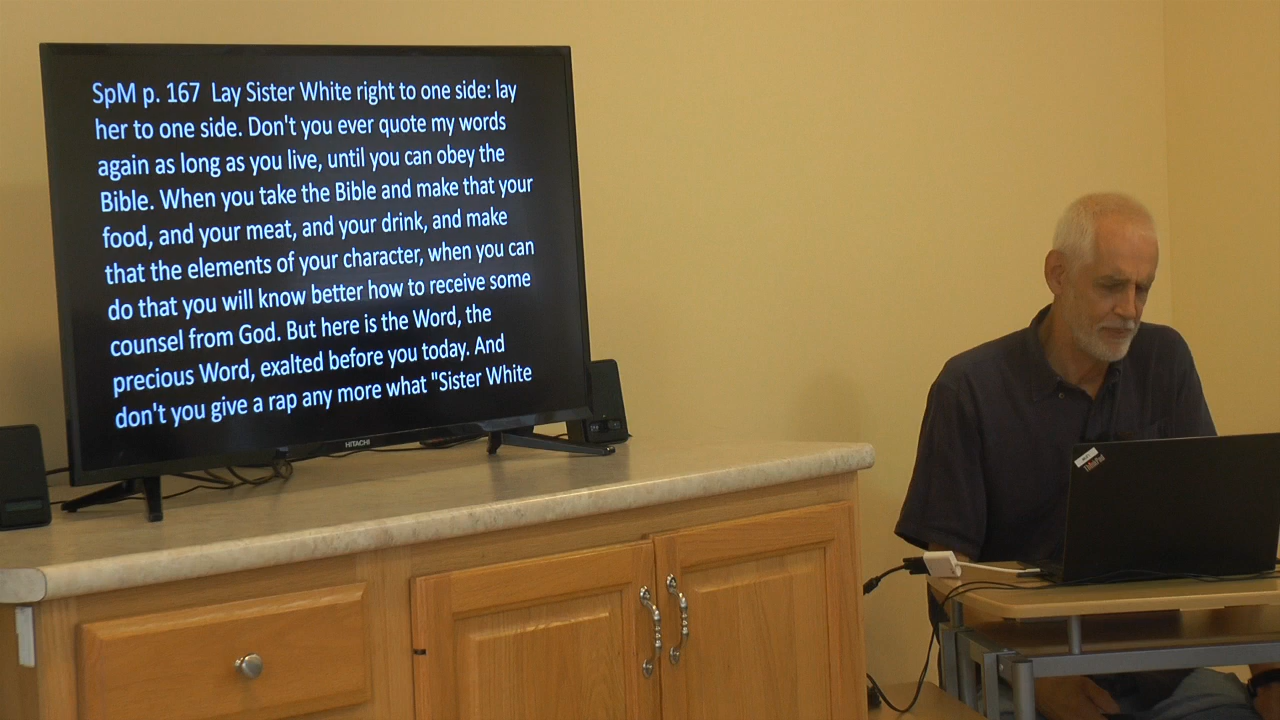 SpM p. 167 Lay Sister White right to one side: lay
her to one side. Don't you ever quote my words
again as long as you live, until you can obey the
Bible. When you take the Bible and make that your
food, and your meat, and your drink, and make
that the elements of your character, when you can
do that you will know better how to receive some
counsel from God. But here is the Word, the
precious Word, exalted before you today. And
don't you give a rap any more what "Sister White
HITACHI
ThinkPad